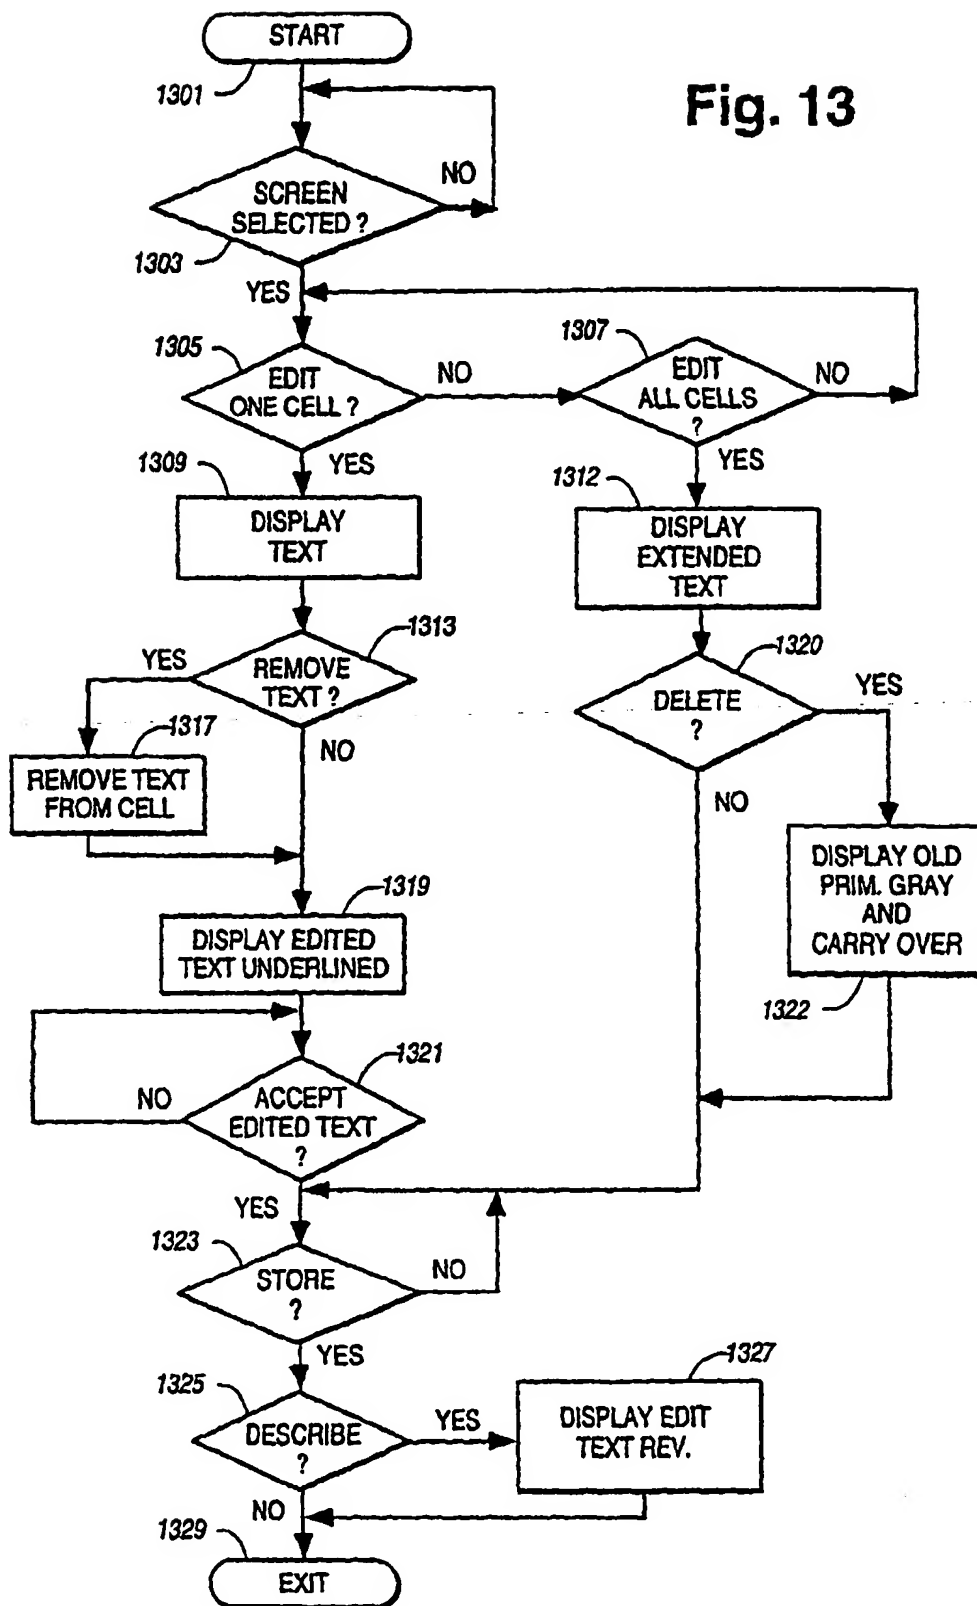 START
1301
Fig. 13
NO
SCREEN
SELECTED ?
1303
YES
1305
EDIT
ONE CELL ?
NO
1307
EDIT
ALL CELLS
?
NO
YES
YES
1309
DISPLAY
TEXT
1312
DISPLAY
EXTENDED
TEXT
1313
YES
REMOVE
TEXT ?
NO
1320
DELETE
?
YES
NO
1317
REMOVE TEXT
FROM CELL
DISPLAY OLD
PRIM. GRAY
AND
CARRY OVER
1322
1319
DISPLAY EDITED
TEXT UNDERLINED
1321
NO
ACCEPT
EDITED TEXT
?
YES
1323
STORE
?
NO
YES
1325
DESCRIBE
?
YES
1327
DISPLAY EDIT
TEXT REV.
NO
1329
EXIT